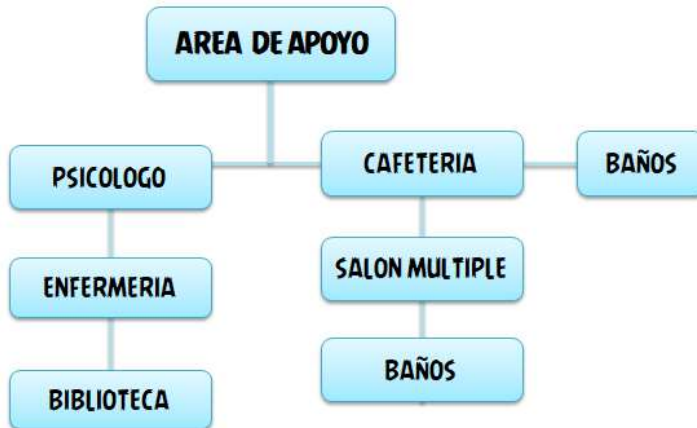 AREA DE APOYO
PSICOLOGO
CAFETERIA
BAÑOS
ENFERMERIA
SALON MULTIPLE
BIBLIOTECA
BAÑOS